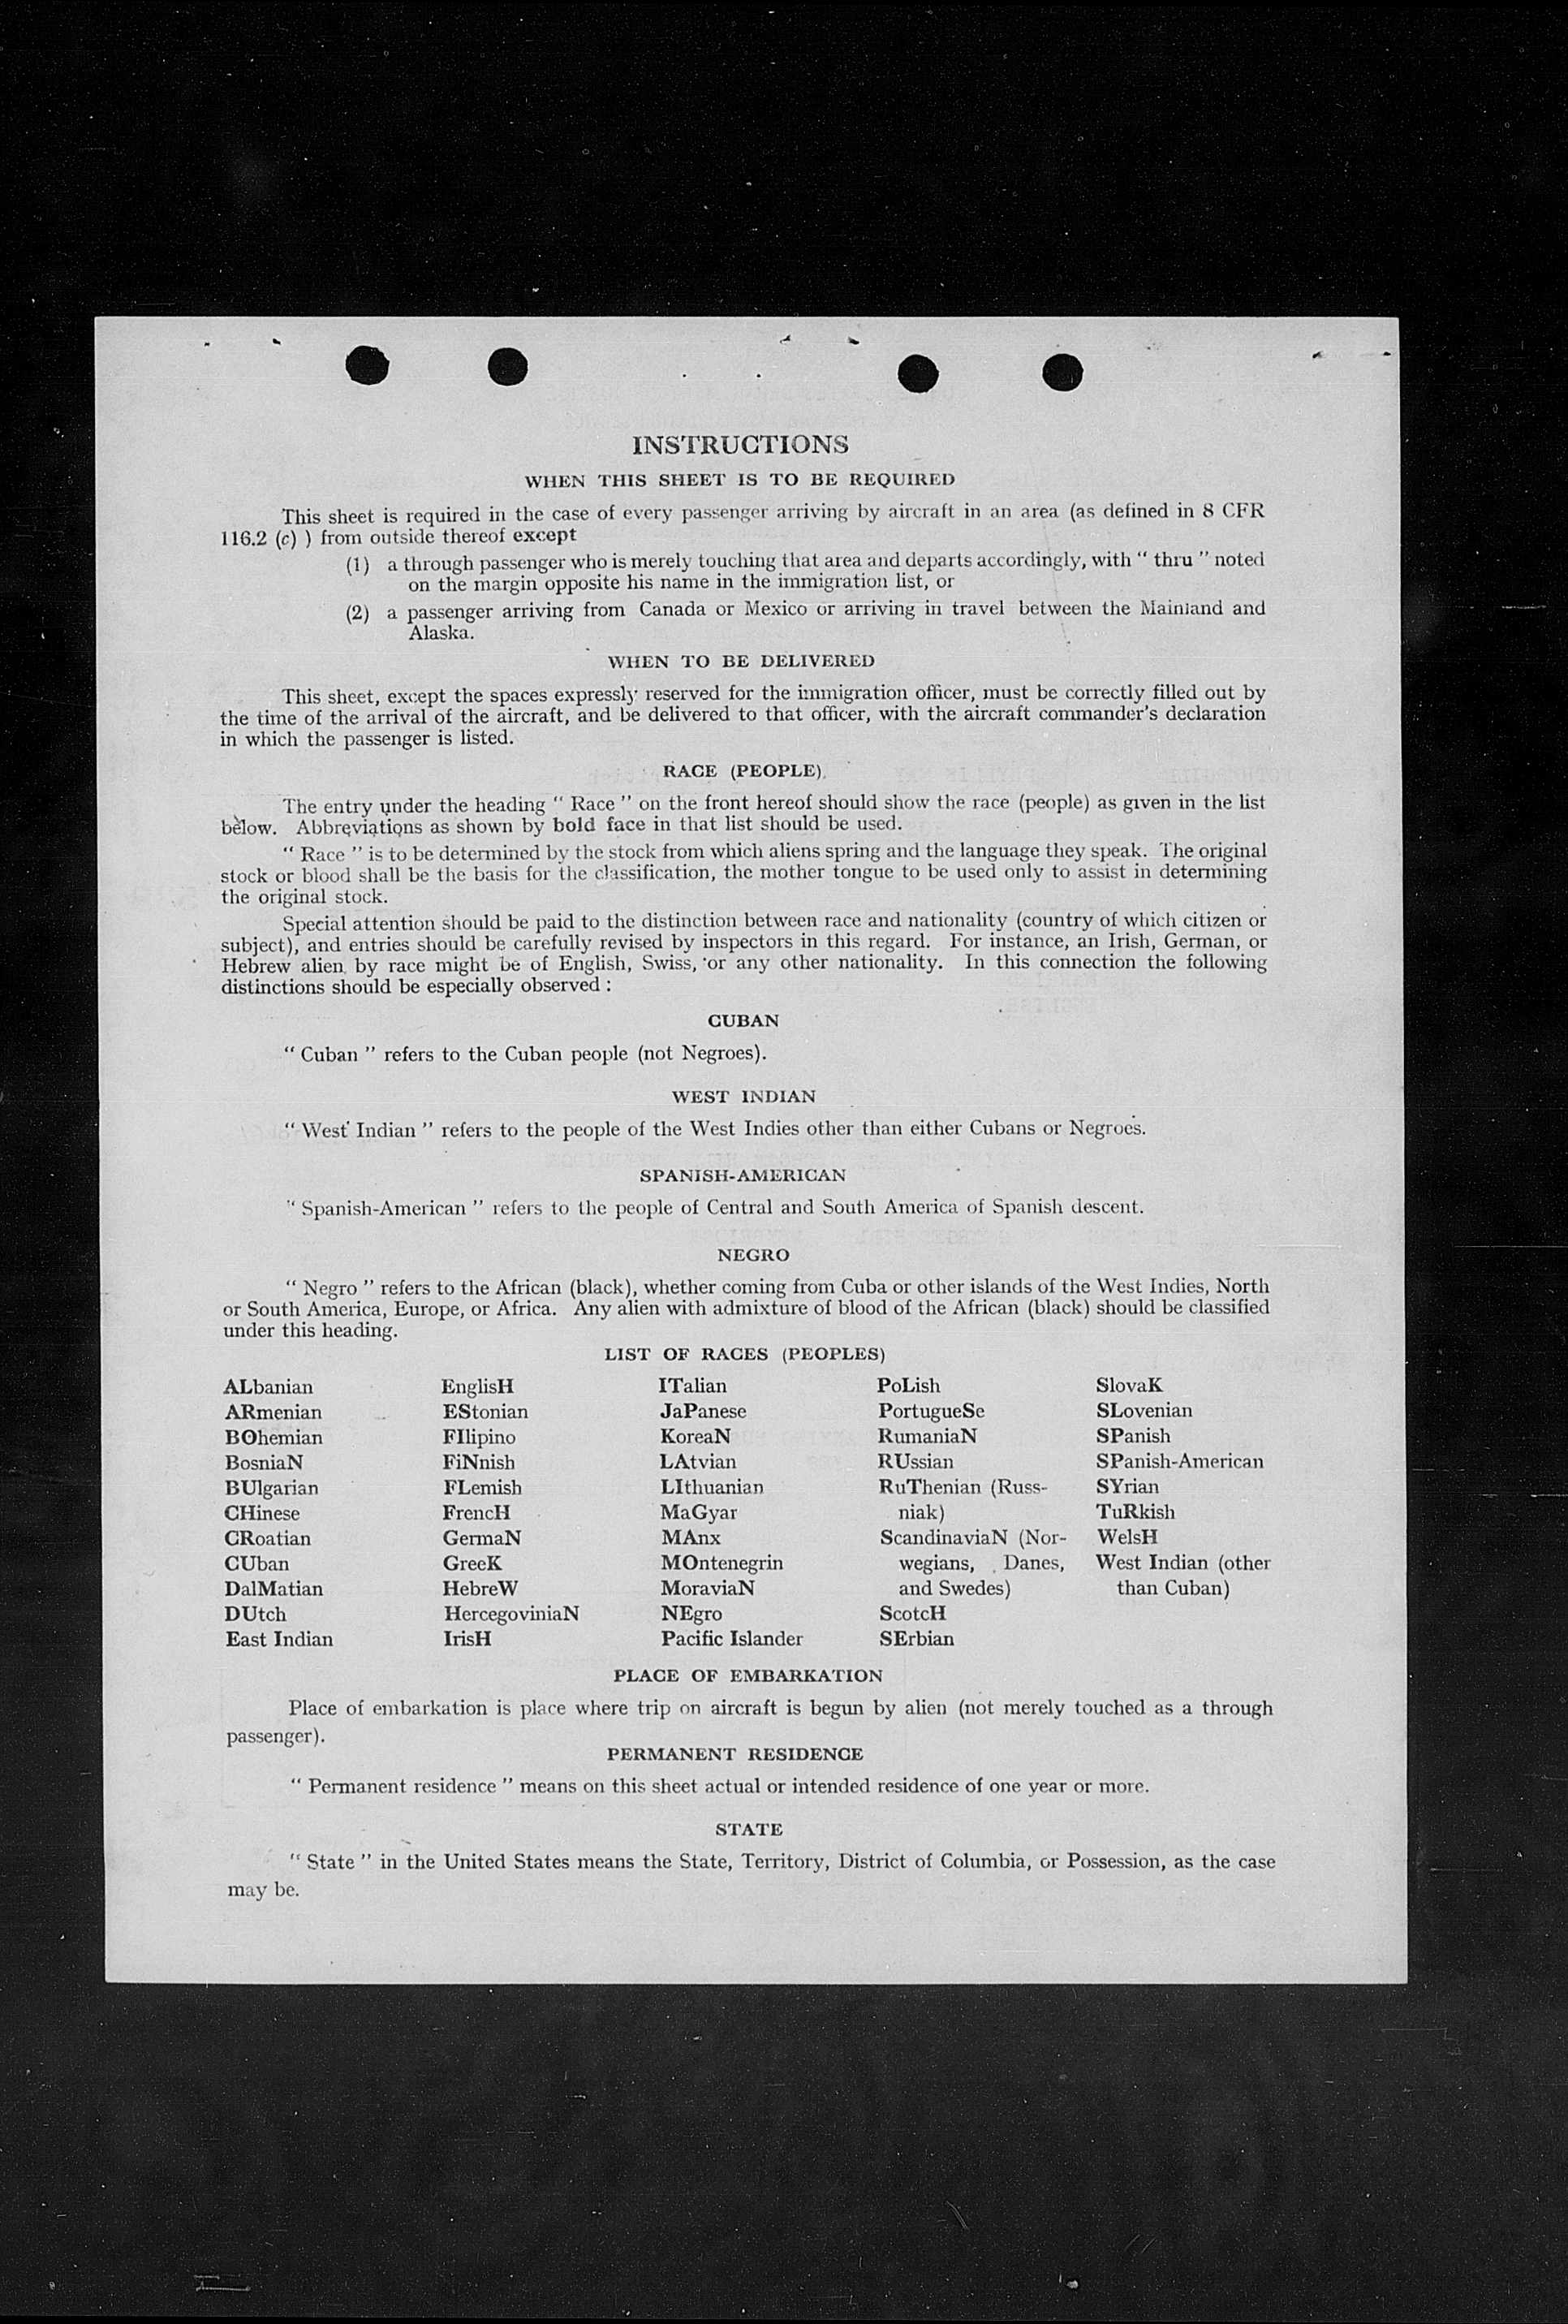 INSTRUCTIONS
WHEN THIS SHEET IS TO BE REQUIRED
This sheet is required in the case of every passenger arriving by aircraft in an area (as defined in 8 CFR
116.2 (c) ) from outside thereof except
(1) a through passenger who is merely touching that area and departs accordingly, with “ thru ” noted
on the margin opposite his name in the immigration list, or
(2) a passenger arriving from Canada or Mexico or arriving in travel between the Mainland and
Alaska.
WHEN TO BE DELIVERED
This sheet, except the spaces expressly reserved for the immigration officer, must be correctly filled out by
the time of the arrival of the aircraft, and be delivered to that officer, with the aircraft commander's declaration
in which the passenger is listed.
RACE (PEOPLE)
The entry under the heading “ Race ” on the front hereof should show the race (people) as given in the list
below. Abbreviations as shown by bold face in that list should be used.
“ Race ” is to be determined by the stock from which aliens spring and the language they speak. The original
stock or blood shall be the basis for the classification, the mother tongue to be used only to assist in determining
the original stock.
Special attention should be paid to the distinction between race and nationality (country of which citizen or
subject), and entries should be carefully revised by inspectors in this regard. For instance, an Irish, German, or
Hebrew alien by race might be of English, Swiss, or any other nationality. In this connection the following
distinctions should be especially observed :
CUBAN
“ Cuban ” refers to the Cuban people (not Negroes).
WEST INDIAN
“ West Indian ” refers to the people of the West Indies other than either Cubans or Negroes.
SPANISH-AMERICAN
“ Spanish-American ” refers to the people of Central and South America of Spanish descent.
NEGRO
“ Negro ” refers to the African (black), whether coming from Cuba or other islands of the West Indies, North
or South America, Europe, or Africa. Any alien with admixture of blood of the African (black) should be classified
under this heading.
LIST OF RACES (PEOPLES)
ALbanian
ARmenian
BOhemian
BosniaN
BUlgarian
CHinese
CRoatian
CUban
DalMatian
DUtch
East Indian
EnglisH
EStonian
FIlipino
FiNnish
FLemish
FrencH
GermaN
GreeK
HebreW
HercegoviniaN
IrisH
ITalian
JaPanese
KoreaN
LAtvian
LIthuanian
MaGyar
MAnx
MOntenegrin
MoraviaN
NEgro
Pacific Islander
PoLish
PortugueSe
RumaniaN
RUssian
RuThenian (Russ-
niak)
ScandinaviaN (Nor-
wegians, Danes,
and Swedes)
ScotcH
SErbian
SlovaK
SLovenian
SPanish
SPanish-American
SYrian
TuRkish
WelsH
West Indian (other
than Cuban)
PLACE OF EMBARKATION
Place of embarkation is place where trip on aircraft is begun by alien (not merely touched as a through
passenger).
PERMANENT RESIDENCE
“ Permanent residence ” means on this sheet actual or intended residence of one year or more.
STATE
“ State ” in the United States means the State, Territory, District of Columbia, or Possession, as the case
may be.